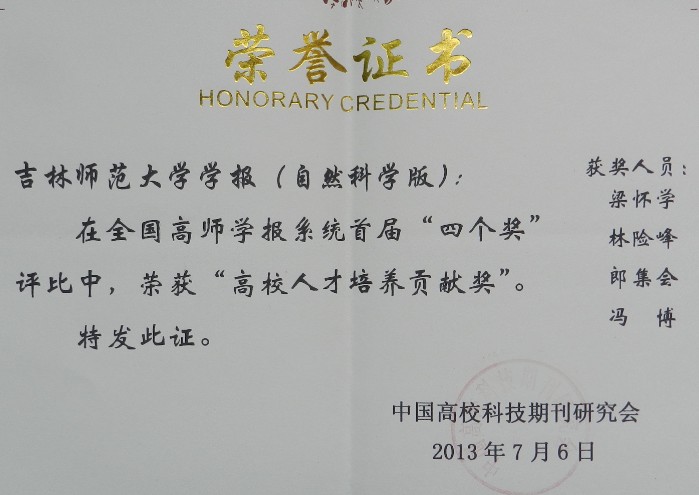 荣誉证书
HONORARY CREDENTIAL
吉林师范大学学报（自然科学版）：
在全国高师学报系统首届“四个奖”
评比中，荣获“高校人才培养贡献奖”。
特发此证。
获奖人员：
梁怀学
林险峰
郎集会
冯 博
中国高校科技期刊研究会
2013年7月6日